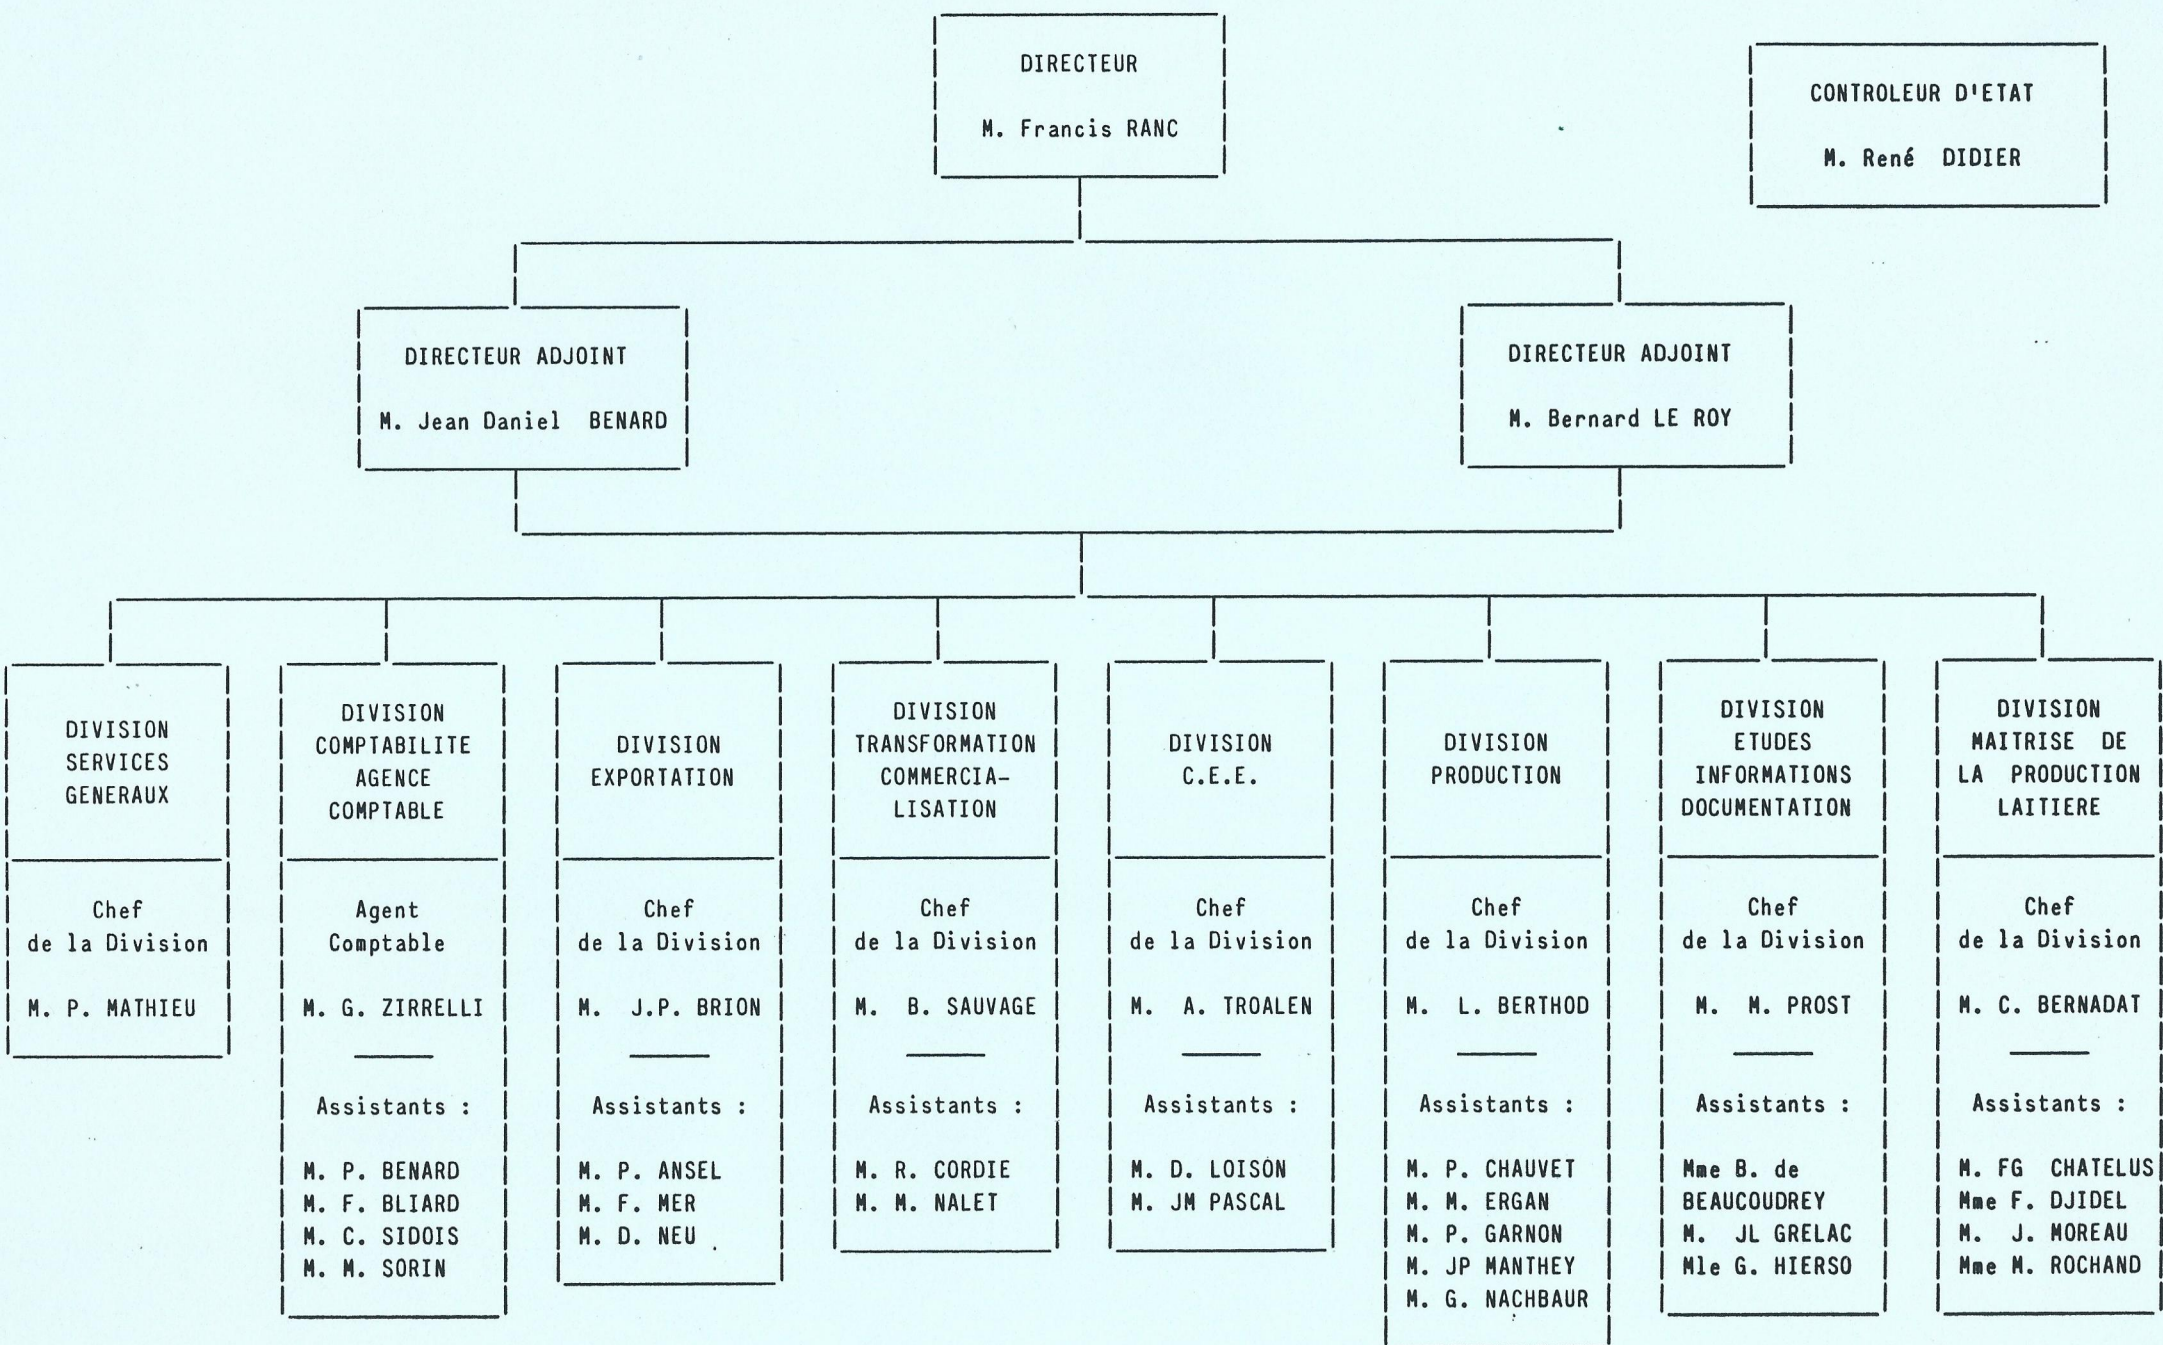 DIRECTEUR
M. Francis RANC
CONTROLEUR D'ETAT
M. René DIDIER
DIRECTEUR ADJOINT
M. Jean Daniel BENARD
DIRECTEUR ADJOINT
M. Bernard LE ROY
DIVISION
SERVICES
GENERAUX
Chef
de la Division
M. P. MATHIEU
DIVISION
COMPTABILITE
AGENCE
COMPTABLE
Agent
Comptable
M. G. ZIRRELLI
Assistants :
M. P. BENARD
M. F. BLIARD
M. C. SIDOIS
M. M. SORIN
DIVISION
EXPORTATION
Chef
de la Division
M. J.P. BRION
Assistants :
M. P. ANSEL
M. F. MER
M. D. NEU
DIVISION
TRANSFORMATION
COMMERCIA-
LISATION
Chef
de la Division
M. B. SAUVAGE
Assistants :
M. R. CORDIE
M. M. NALET
DIVISION
C.E.E.
Chef
de la Division
M. A. TROALEN
Assistants :
M. D. LOISON
M. JM PASCAL
DIVISION
PRODUCTION
Chef
de la Division
M. L. BERTHOD
Assistants :
M. P. CHAUVET
M. M. ERGAN
M. P. GARNON
M. JP MANTHEY
M. G. NACHBAUR
DIVISION
ETUDES
INFORMATIONS
DOCUMENTATION
Chef
de la Division
M. M. PROST
Assistants :
Mme B. de
BEAUCOUDREY
M. JL GRELAC
Mle G. HIERSO
DIVISION
MAITRISE DE
LA PRODUCTION
LAITIERE
Chef
de la Division
M. C. BERNADAT
Assistants :
M. FG CHATELUS
Mme F. DJIDEL
M. J. MOREAU
Mme M. ROCHAND